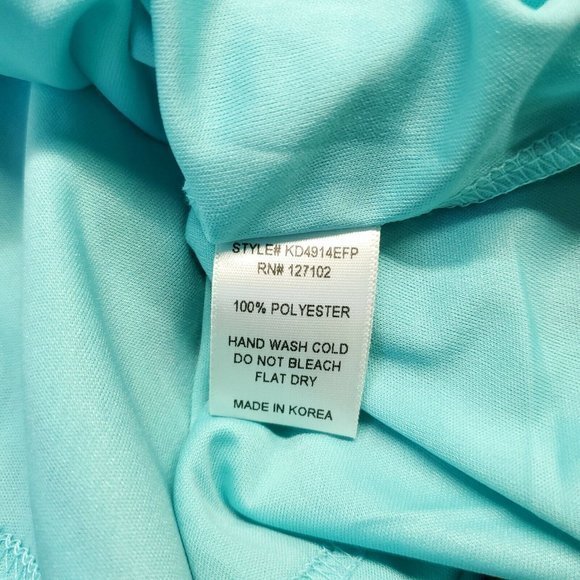 STYLE# KD4914EFP
RN# 127102
100% POLYESTER
HAND WASH COLD
DO NOT BLEACH
FLAT DRY
MADE IN KOREA